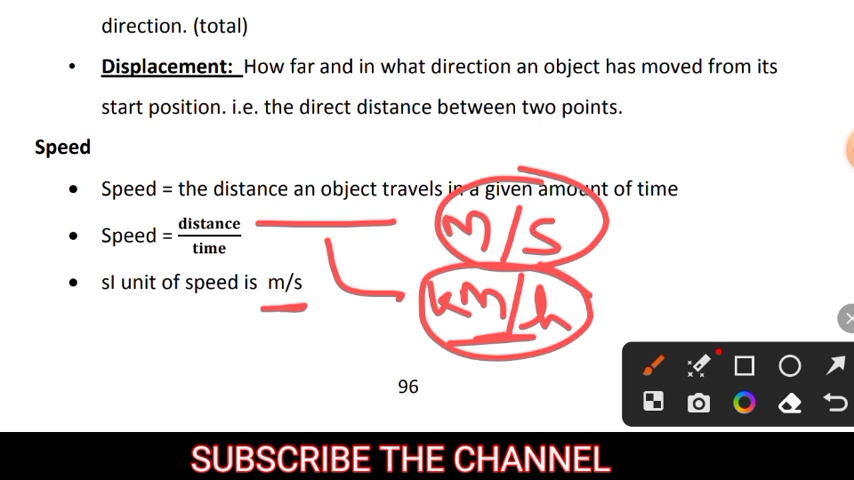 direction. (total)
• Displacement: How far and in what direction an object has moved from its
start position. i.e. the direct distance between two points.
Speed
• Speed = the distance an object travels in a given amount of time
• Speed = distance/time
• sI unit of speed is m/s
m/s
km/h
96
SUBSCRIBE THE CHANNEL